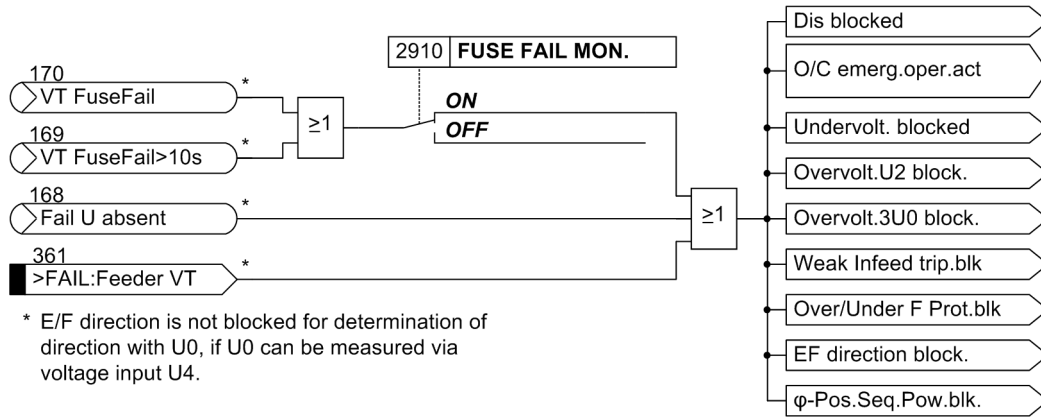 170
VT FuseFail
*
169
VT FuseFail>10s
*
168
Fail U absent
*
361
>FAIL:Feeder VT
*
2910 FUSE FAIL MON.
ON
OFF
≥1
≥1
Dis blocked
O/C emerg.oper.act
Undervolt. blocked
Overvolt.U2 block.
Overvolt.3U0 block.
Weak Infeed trip.blk
Over/Under F Prot.blk
EF direction block.
φ-Pos.Seq.Pow.blk.
* E/F direction is not blocked for determination of
direction with U0, if U0 can be measured via
voltage input U4.